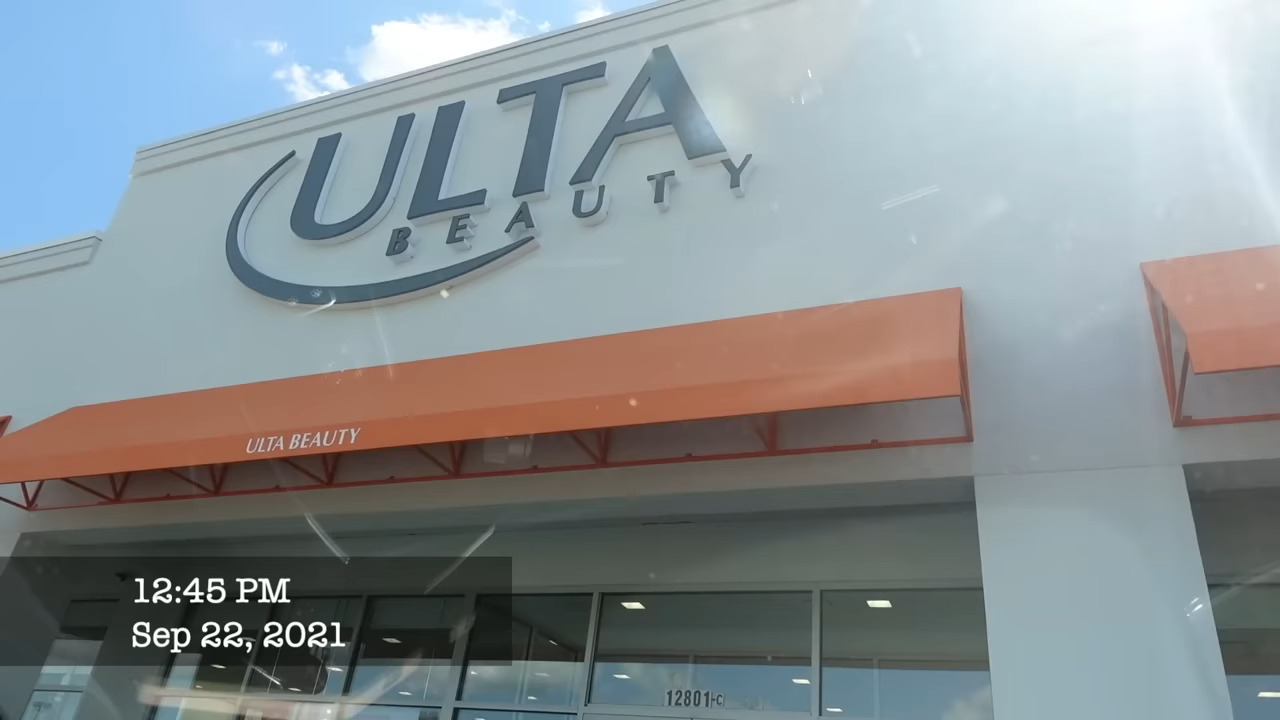 ULTA
BEAUTY
ULTA BEAUTY
12801-C
12:45 PM
Sep 22, 2021